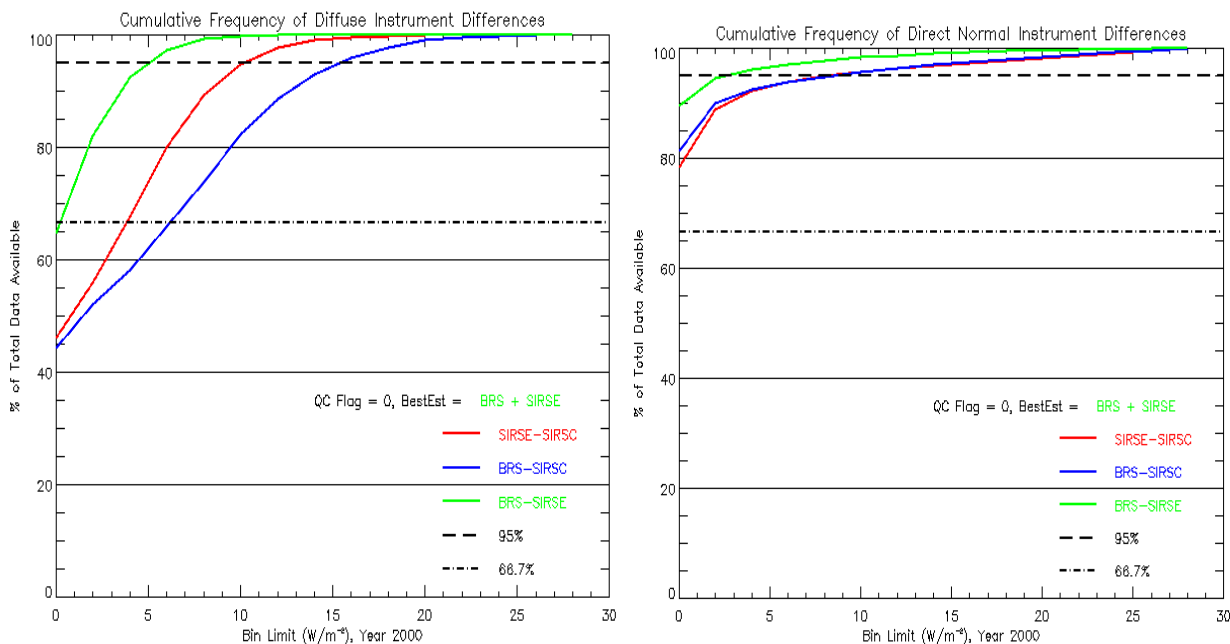 Cumulative Frequency of Diffuse Instrument Differences
100
80
60
40
20
0
% of Total Data Available
QC Flag = 0, BestEst = BRS + SIRSE
SIRSE-SIRSC
BRS-SIRSC
BRS-SIRSE
95%
66.7%
0 5 10 15 20 25 30
Bin Limit (W/m⁻²), Year 2000
Cumulative Frequency of Direct Normal Instrument Differences
100
80
60
40
20
0
% of Total Data Available
QC Flag = 0, BestEst = BRS + SIRSE
SIRSE-SIRSC
BRS-SIRSC
BRS-SIRSE
95%
66.7%
0 5 10 15 20 25 30
Bin Limit (W/m⁻²), Year 2000